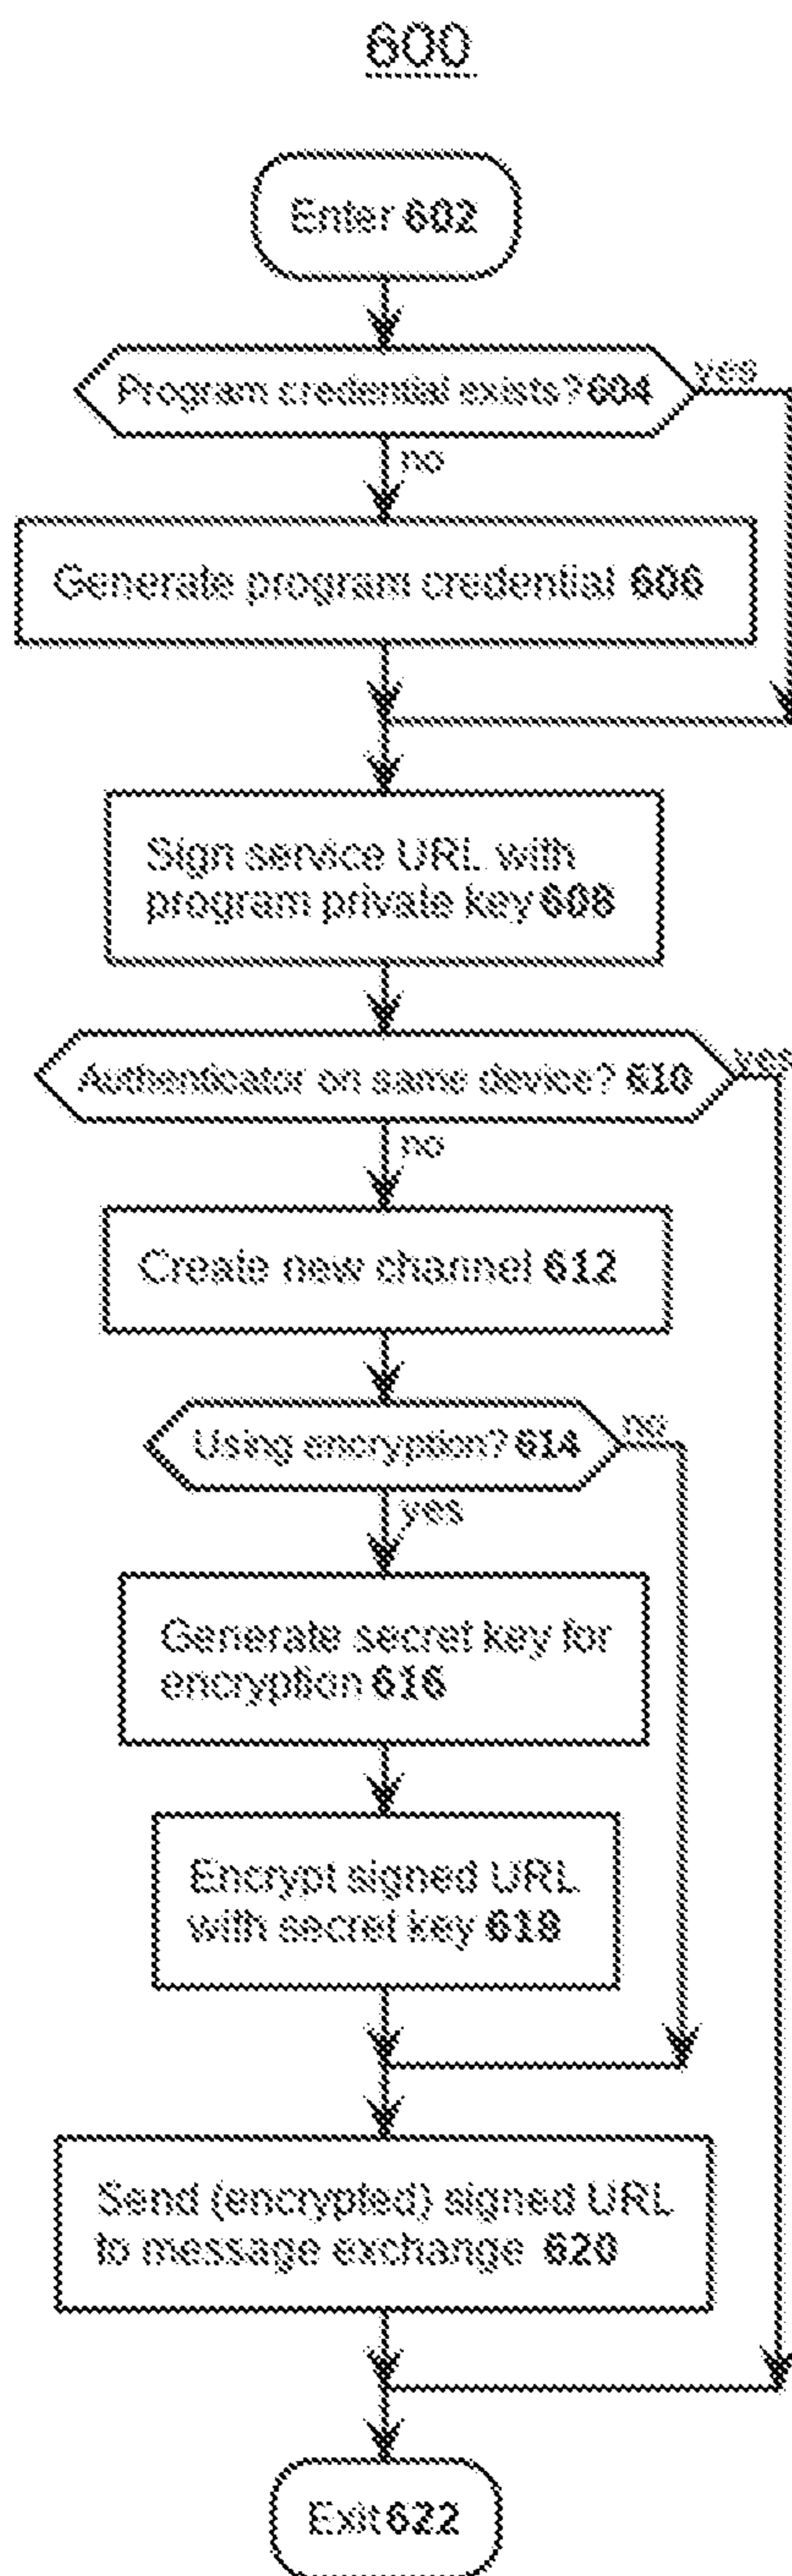 600
Enter 602
Program credential exists? 604
yes
no
Generate program credential 606
Sign service URL with
program private key 608
Authenticator on same device? 610
yes
no
Create new channel 612
Using encryption? 614
no
yes
Generate secret key for
encryption 616
Encrypt signed URL
with secret key 618
Send (encrypted) signed URL
to message exchange 620
Exit 622